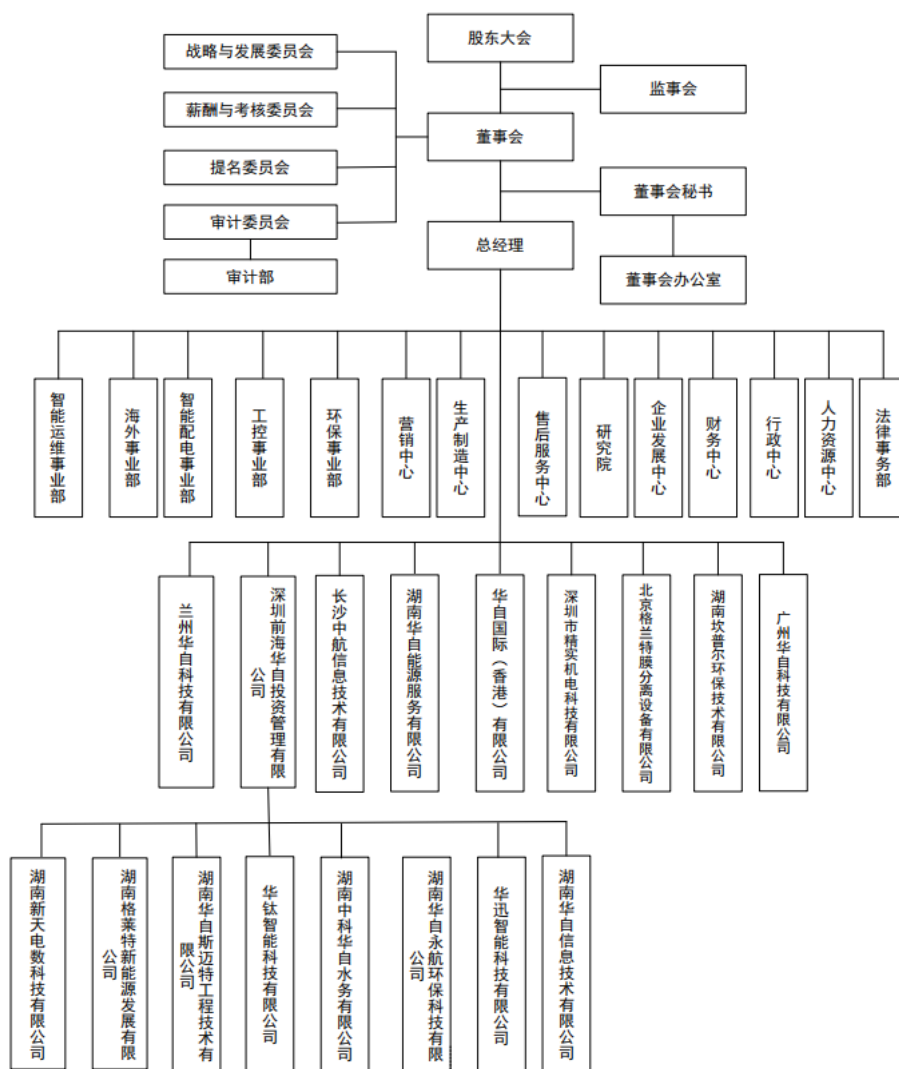 股东大会
战略与发展委员会
监事会
薪酬与考核委员会
董事会
提名委员会
董事会秘书
审计委员会
总经理
审计部
董事会办公室
智能运维事业部
海外事业部
智能配电事业部
工控事业部
环保事业部
营销中心
生产制造中心
售后服务中心
研究院
企业发展中心
财务中心
行政中心
人力资源中心
法律事务部
兰州华自科技有限公司
深圳前海华自投资管理有限
公司
长沙中航信息技术有限公司
湖南华自能源服务有限公司
华自国际（香港）有限公司
深圳市精实机电科技有限公司
北京格兰特膜分离设备有限公司
湖南坎普尔环保技术有限公司
广州华自科技有限公司
湖南新天电数科技有限公司
湖南格莱特新能源发展有限
公司
湖南华自斯迈特工程技术有
限公司
华钛智能科技有限公司
湖南中科华自水务有限公司
湖南华自永航环保科技有限
公司
华迅智能科技有限公司
湖南华自信息技术有限公司